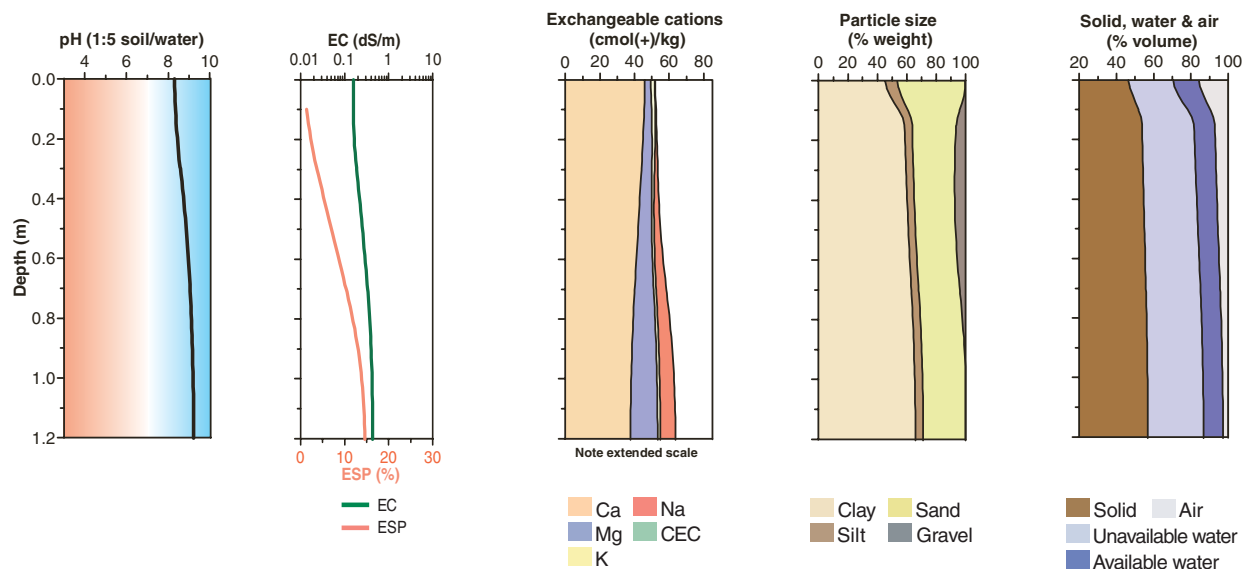 pH (1:5 soil/water)
4 6 8 10
0.0
0.2
0.4
0.6
0.8
1.0
1.2
Depth (m)
EC (dS/m)
0.01 0.1 1 10
0 10 20 30
ESP (%)
EC
ESP
Exchangeable cations
(cmol(+)/kg)
0 20 40 60 80
Note extended scale
Ca Na
Mg CEC
K
Particle size
(% weight)
0 20 40 60 80 100
Clay Sand
Silt Gravel
Solid, water & air
(% volume)
20 40 60 80 100
Solid Air
Unavailable water
Available water